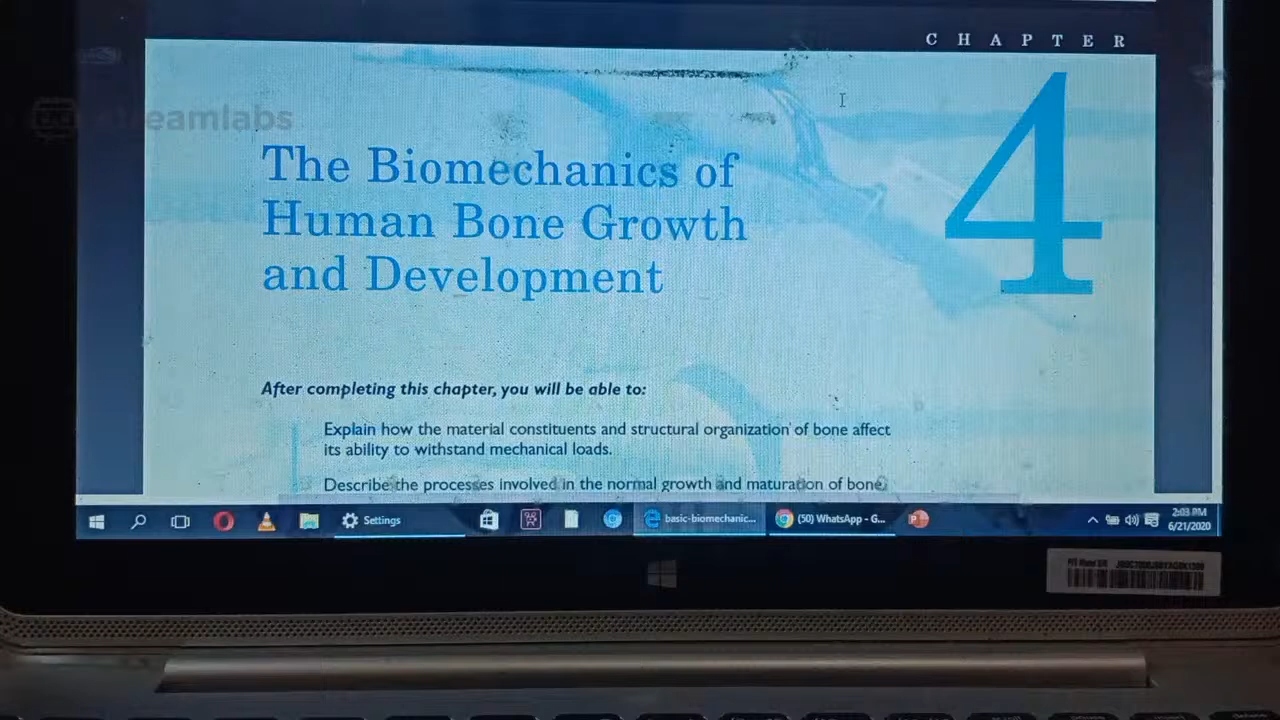 CHAPTER
4
The Biomechanics of
Human Bone Growth
and Development
After completing this chapter, you will be able to:
Explain how the material constituents and structural organization of bone affect
its ability to withstand mechanical loads.
Describe the processes involved in the normal growth and maturation of bone.
Settings
basic-biomechanic...
(50) WhatsApp - G...
2:03 PM
6/21/2020